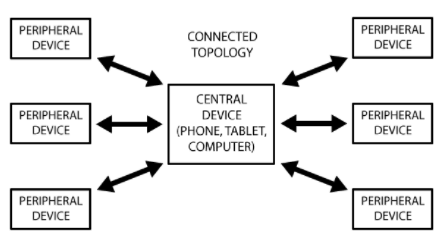 PERIPHERAL
DEVICE
CONNECTED
TOPOLOGY
PERIPHERAL
DEVICE
PERIPHERAL
DEVICE
CENTRAL
DEVICE
(PHONE, TABLET,
COMPUTER)
PERIPHERAL
DEVICE
PERIPHERAL
DEVICE
PERIPHERAL
DEVICE